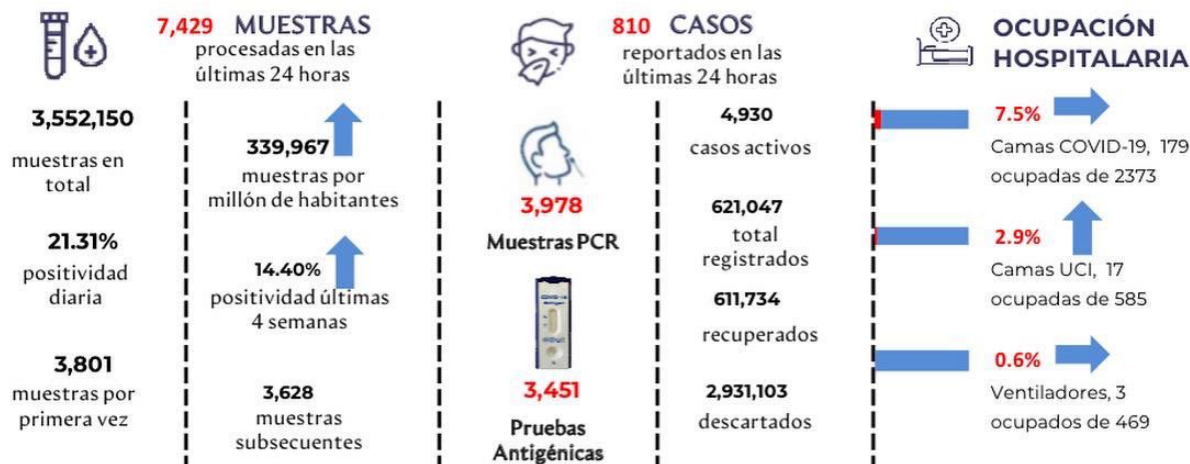 7,429 MUESTRAS
procesadas en las
últimas 24 horas
3,552,150
muestras en
total
21.31%
positividad
diaria
3,801
muestras por
primera vez
339,967
muestras por
millón de habitantes
14.40%
positividad últimas
4 semanas
3,628
muestras
subsecuentes
810 CASOS
reportados en las
últimas 24 horas
3,978
Muestras PCR
3,451
Pruebas
Antigénicas
4,930
casos activos
621,047
total
registrados
611,734
recuperados
2,931,103
descartados
OCUPACIÓN
HOSPITALARIA
7.5%
Camas COVID-19, 179
ocupadas de 2373
2.9%
Camas UCI, 17
ocupadas de 585
0.6%
Ventiladores, 3
ocupados de 469